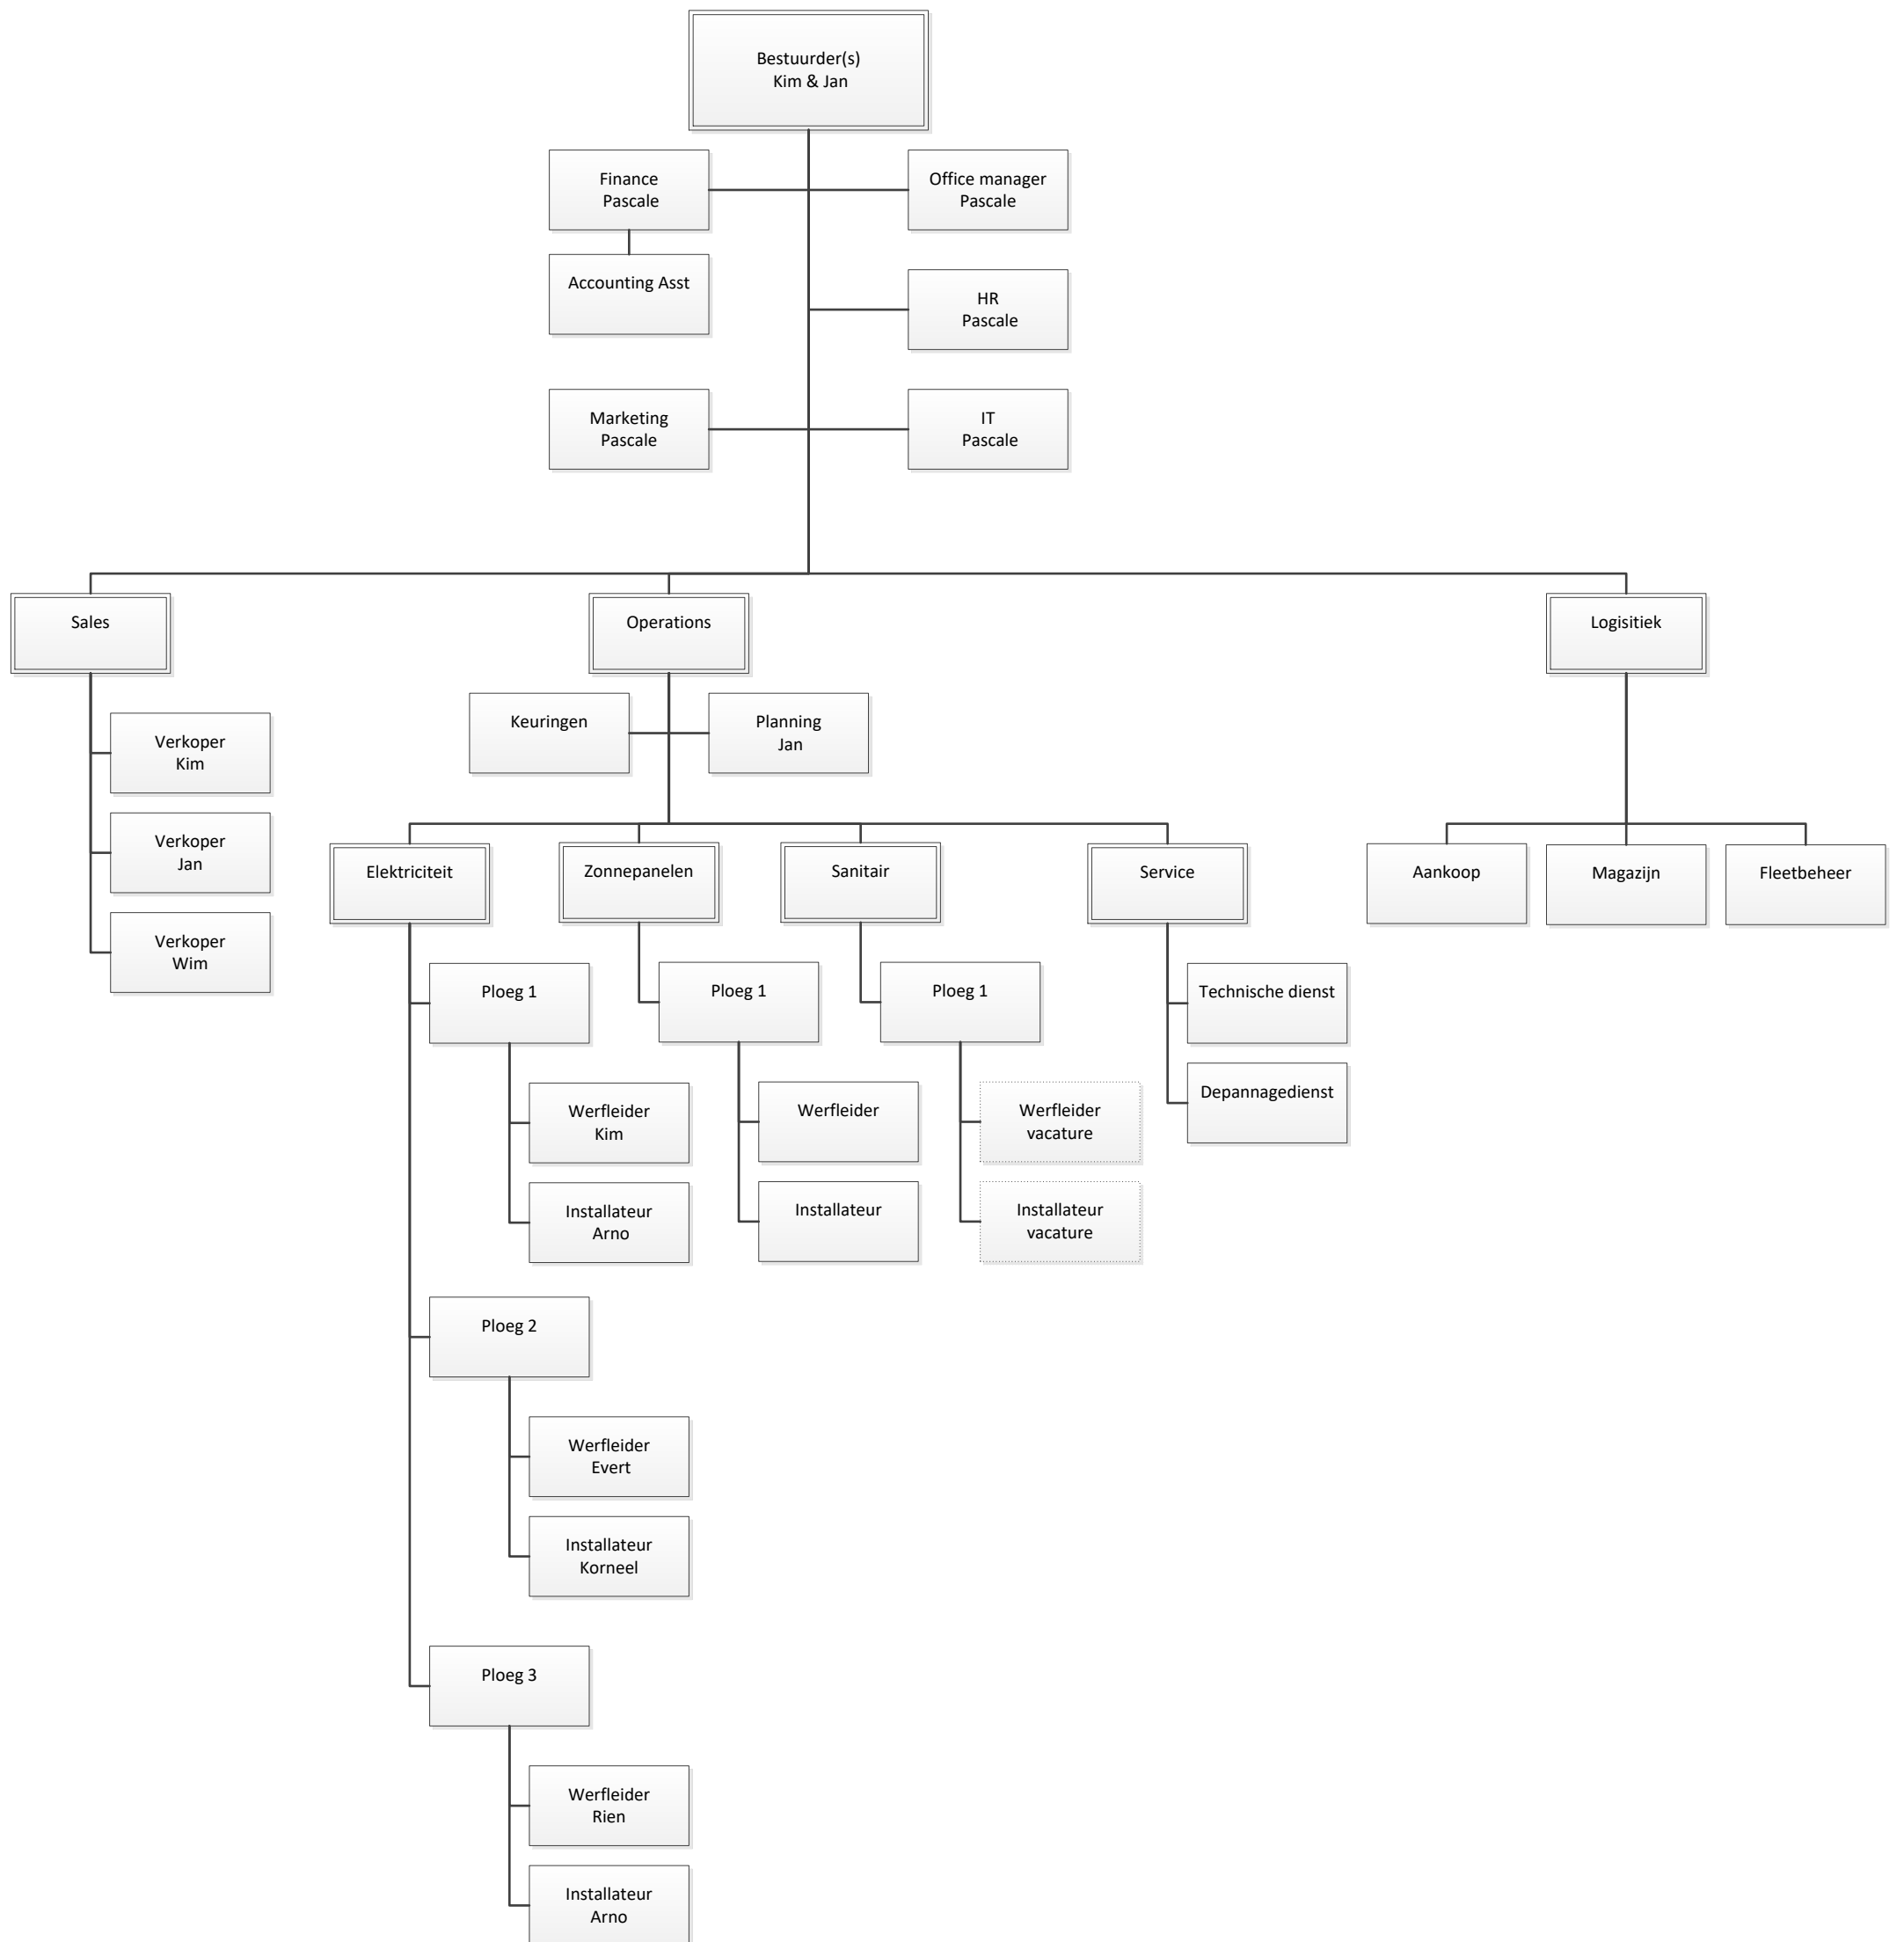 Bestuurder(s)
Kim & Jan
Finance
Pascale
Office manager
Pascale
Accounting Asst
HR
Pascale
Marketing
Pascale
IT
Pascale
Sales
Operations
Logisitiek
Verkoper
Kim
Verkoper
Jan
Verkoper
Wim
Keuringen
Planning
Jan
Elektriciteit
Zonnepanelen
Sanitair
Service
Aankoop
Magazijn
Fleetbeheer
Ploeg 1
Werfleider
Kim
Installateur
Arno
Ploeg 2
Werfleider
Evert
Installateur
Korneel
Ploeg 3
Werfleider
Rien
Installateur
Arno
Ploeg 1
Werfleider
Installateur
Ploeg 1
Werfleider
vacature
Installateur
vacature
Technische dienst
Depannagedienst